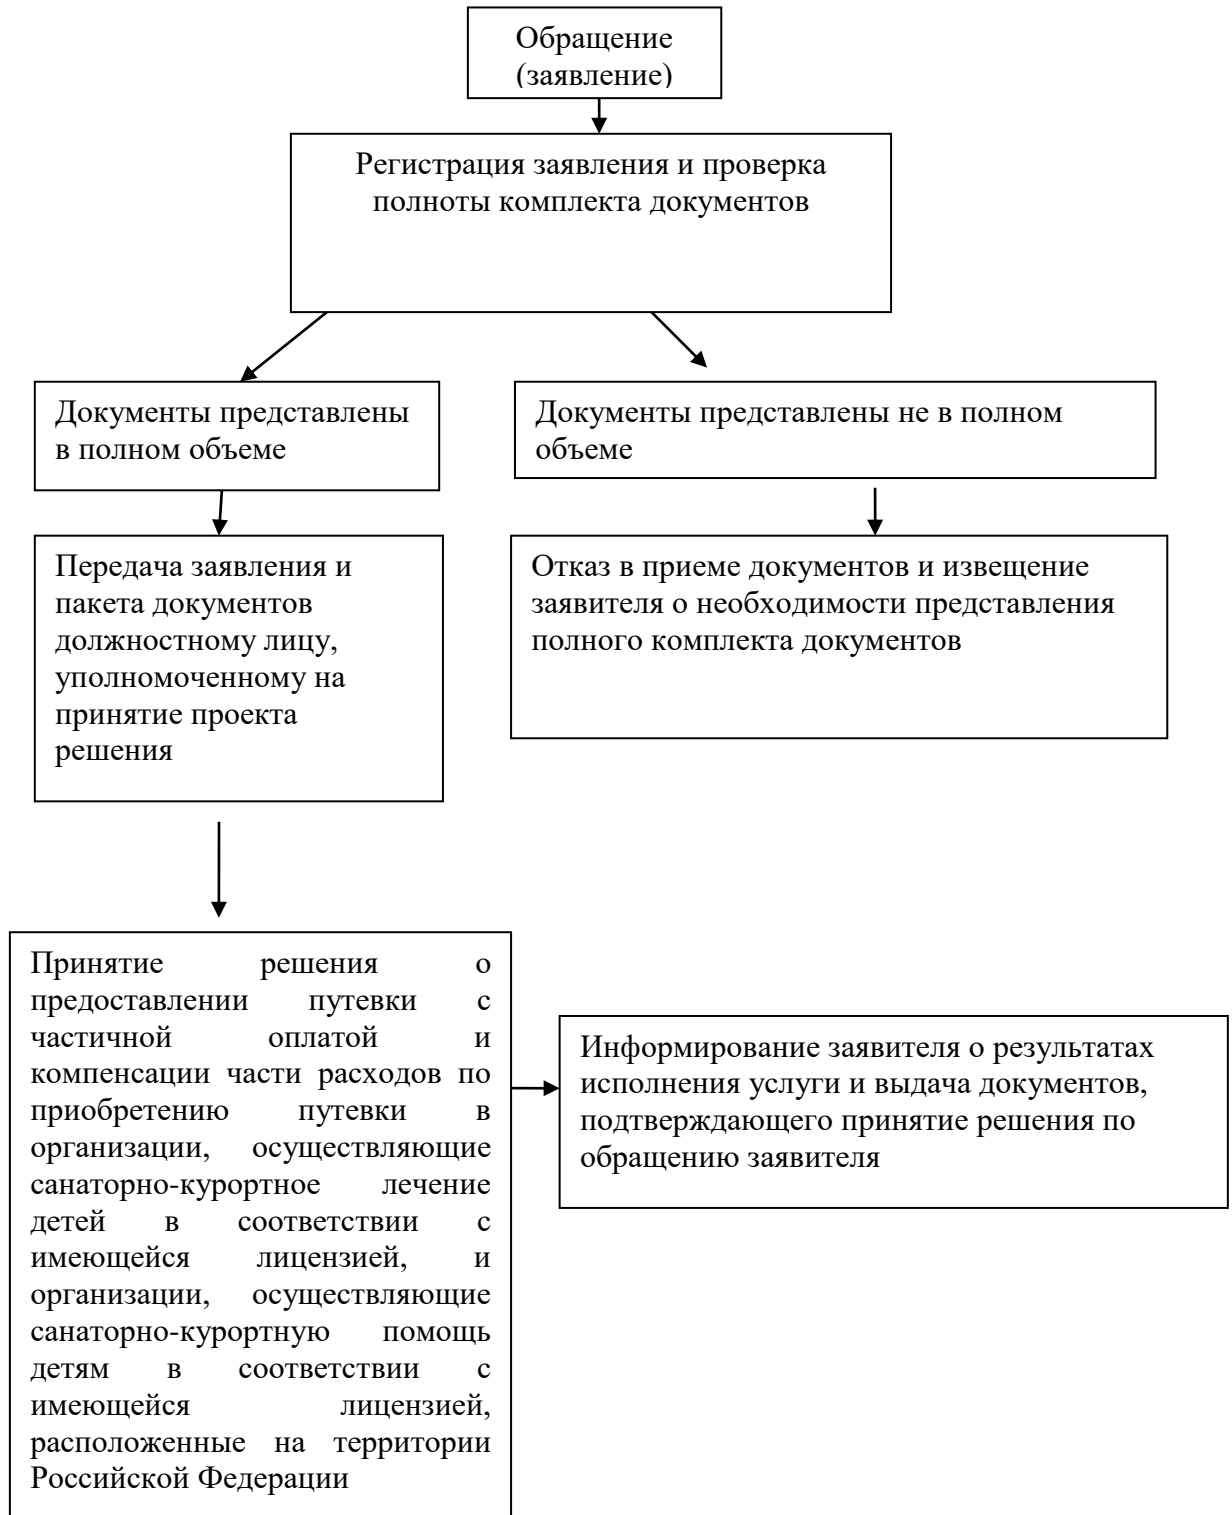 Обращение
(заявление)
Регистрация заявления и проверка
полноты комплекта документов
Документы представлены
в полном объеме
Документы представлены не в полном
объеме
Передача заявления и
пакета документов
должностному лицу,
уполномоченному на
принятие проекта
решения
Отказ в приеме документов и извещение
заявителя о необходимости представления
полного комплекта документов
Принятие решения о
предоставлении путевки с
частичной оплатой и
компенсации части расходов по
приобретению путевки в
организации, осуществляющие
санаторно-курортное лечение
детей в соответствии с
имеющейся лицензией, и
организации, осуществляющие
санаторно-курортную помощь
детям в соответствии с
имеющейся лицензией,
расположенные на территории
Российской Федерации
Информирование заявителя о результатах
исполнения услуги и выдача документов,
подтверждающего принятие решения по
обращению заявителя